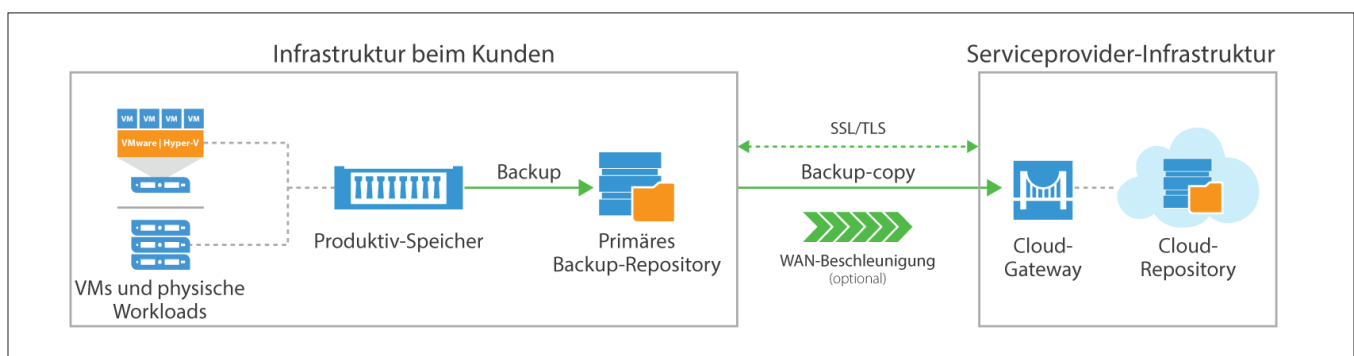 Infrastruktur beim Kunden
Serviceprovider-Infrastruktur
VM VM VM VM
VMware | Hyper-V
VMs und physische
Workloads
Produktiv-Speicher
Backup
Primäres
Backup-Repository
SSL/TLS
Backup-copy
WAN-Beschleunigung
(optional)
Cloud-
Gateway
Cloud-
Repository